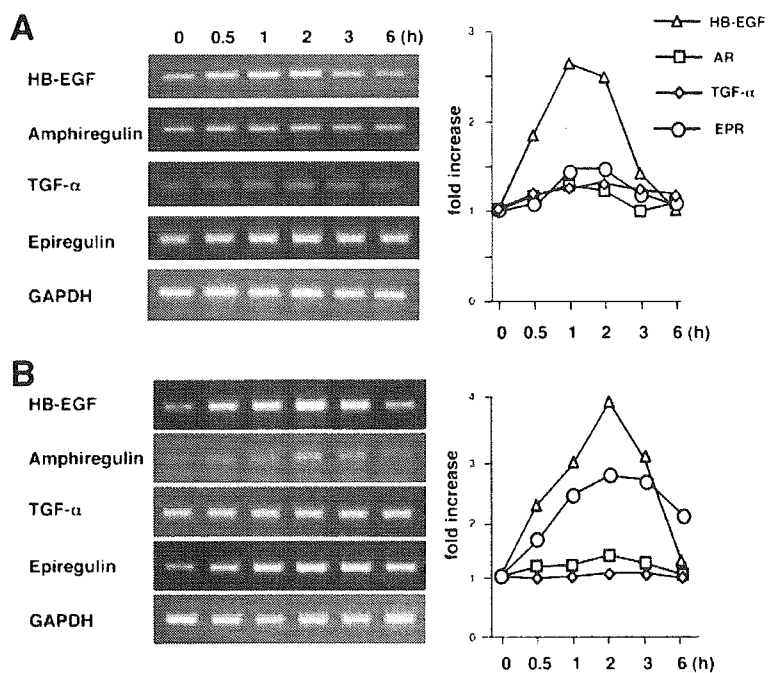 A
0 0.5 1 2 3 6 (h)
HB-EGF
Amphiregulin
TGF-α
Epiregulin
GAPDH
fold increase
3
2
1
0
0 0.5 1 2 3 6 (h)
HB-EGF
AR
TGF-α
EPR
B
HB-EGF
Amphiregulin
TGF-α
Epiregulin
GAPDH
fold increase
4
3
2
1
0
0 0.5 1 2 3 6 (h)